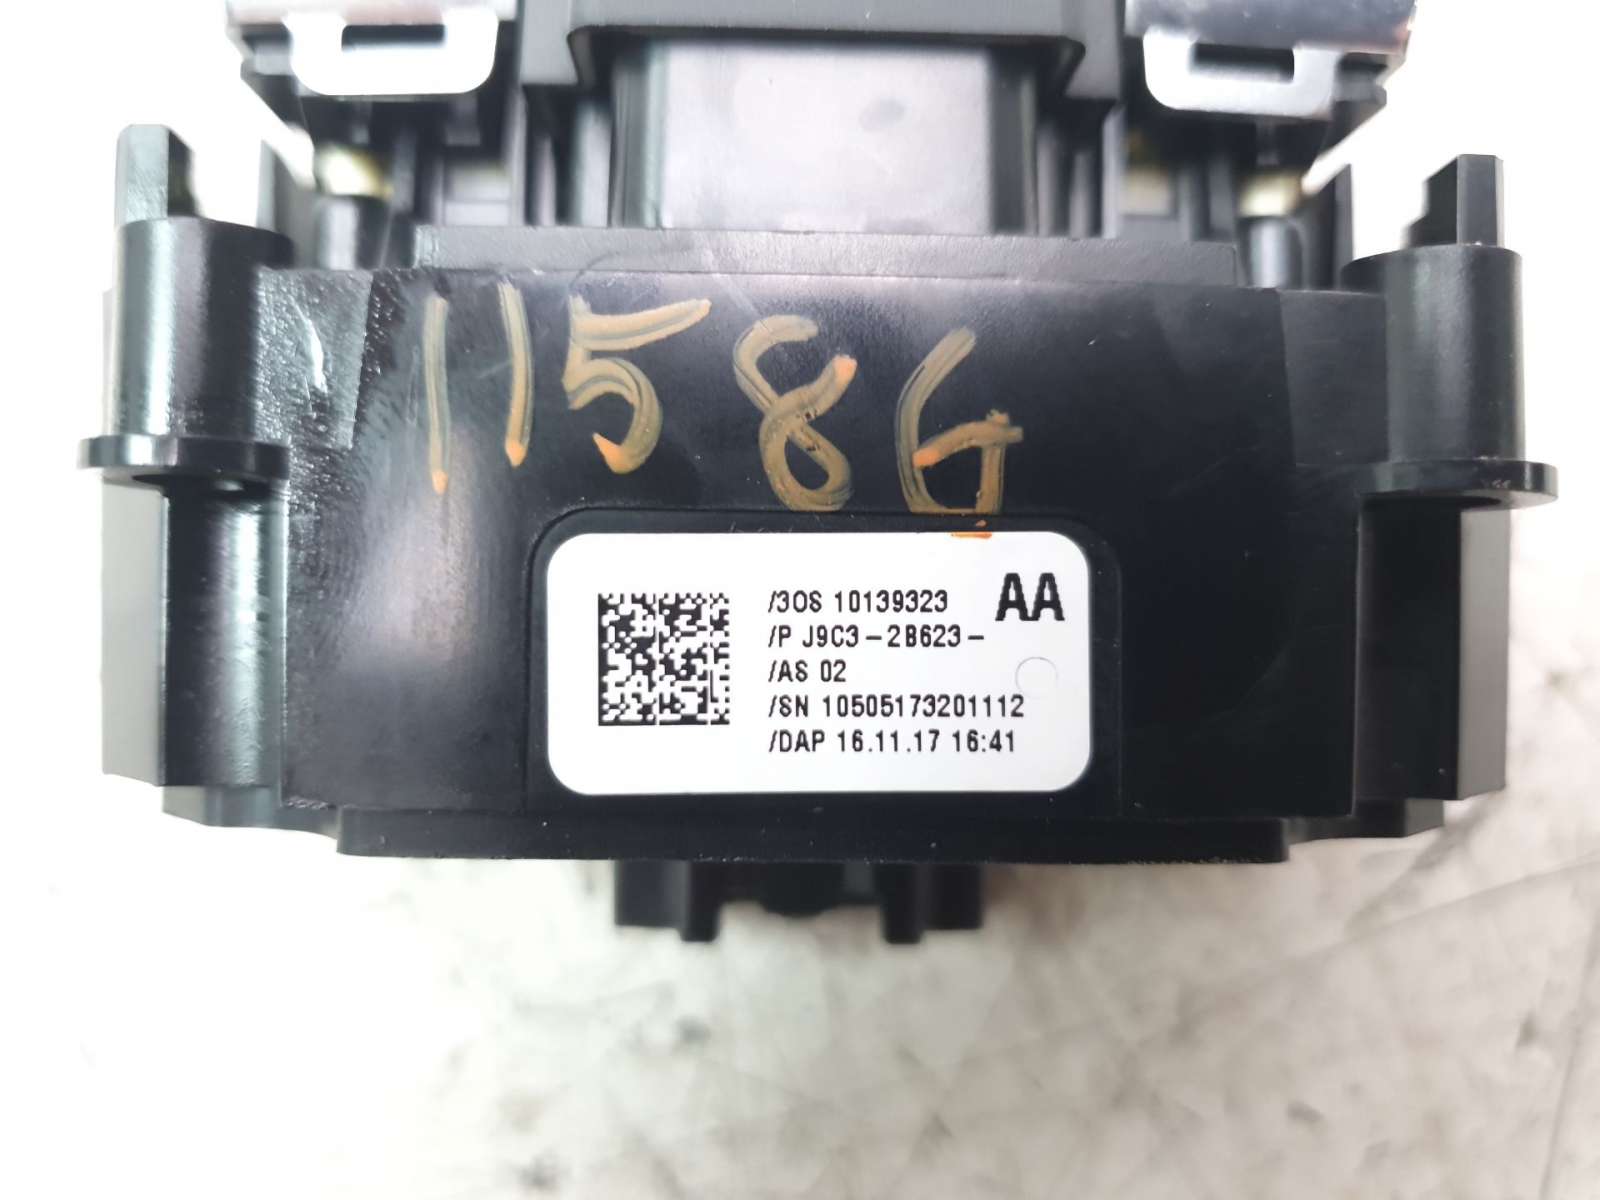 11586
/3OS 10139323 AA
/P J9C3-2B623-
/AS 02
/SN 10505173201112
/DAP 16.11.17 16:41